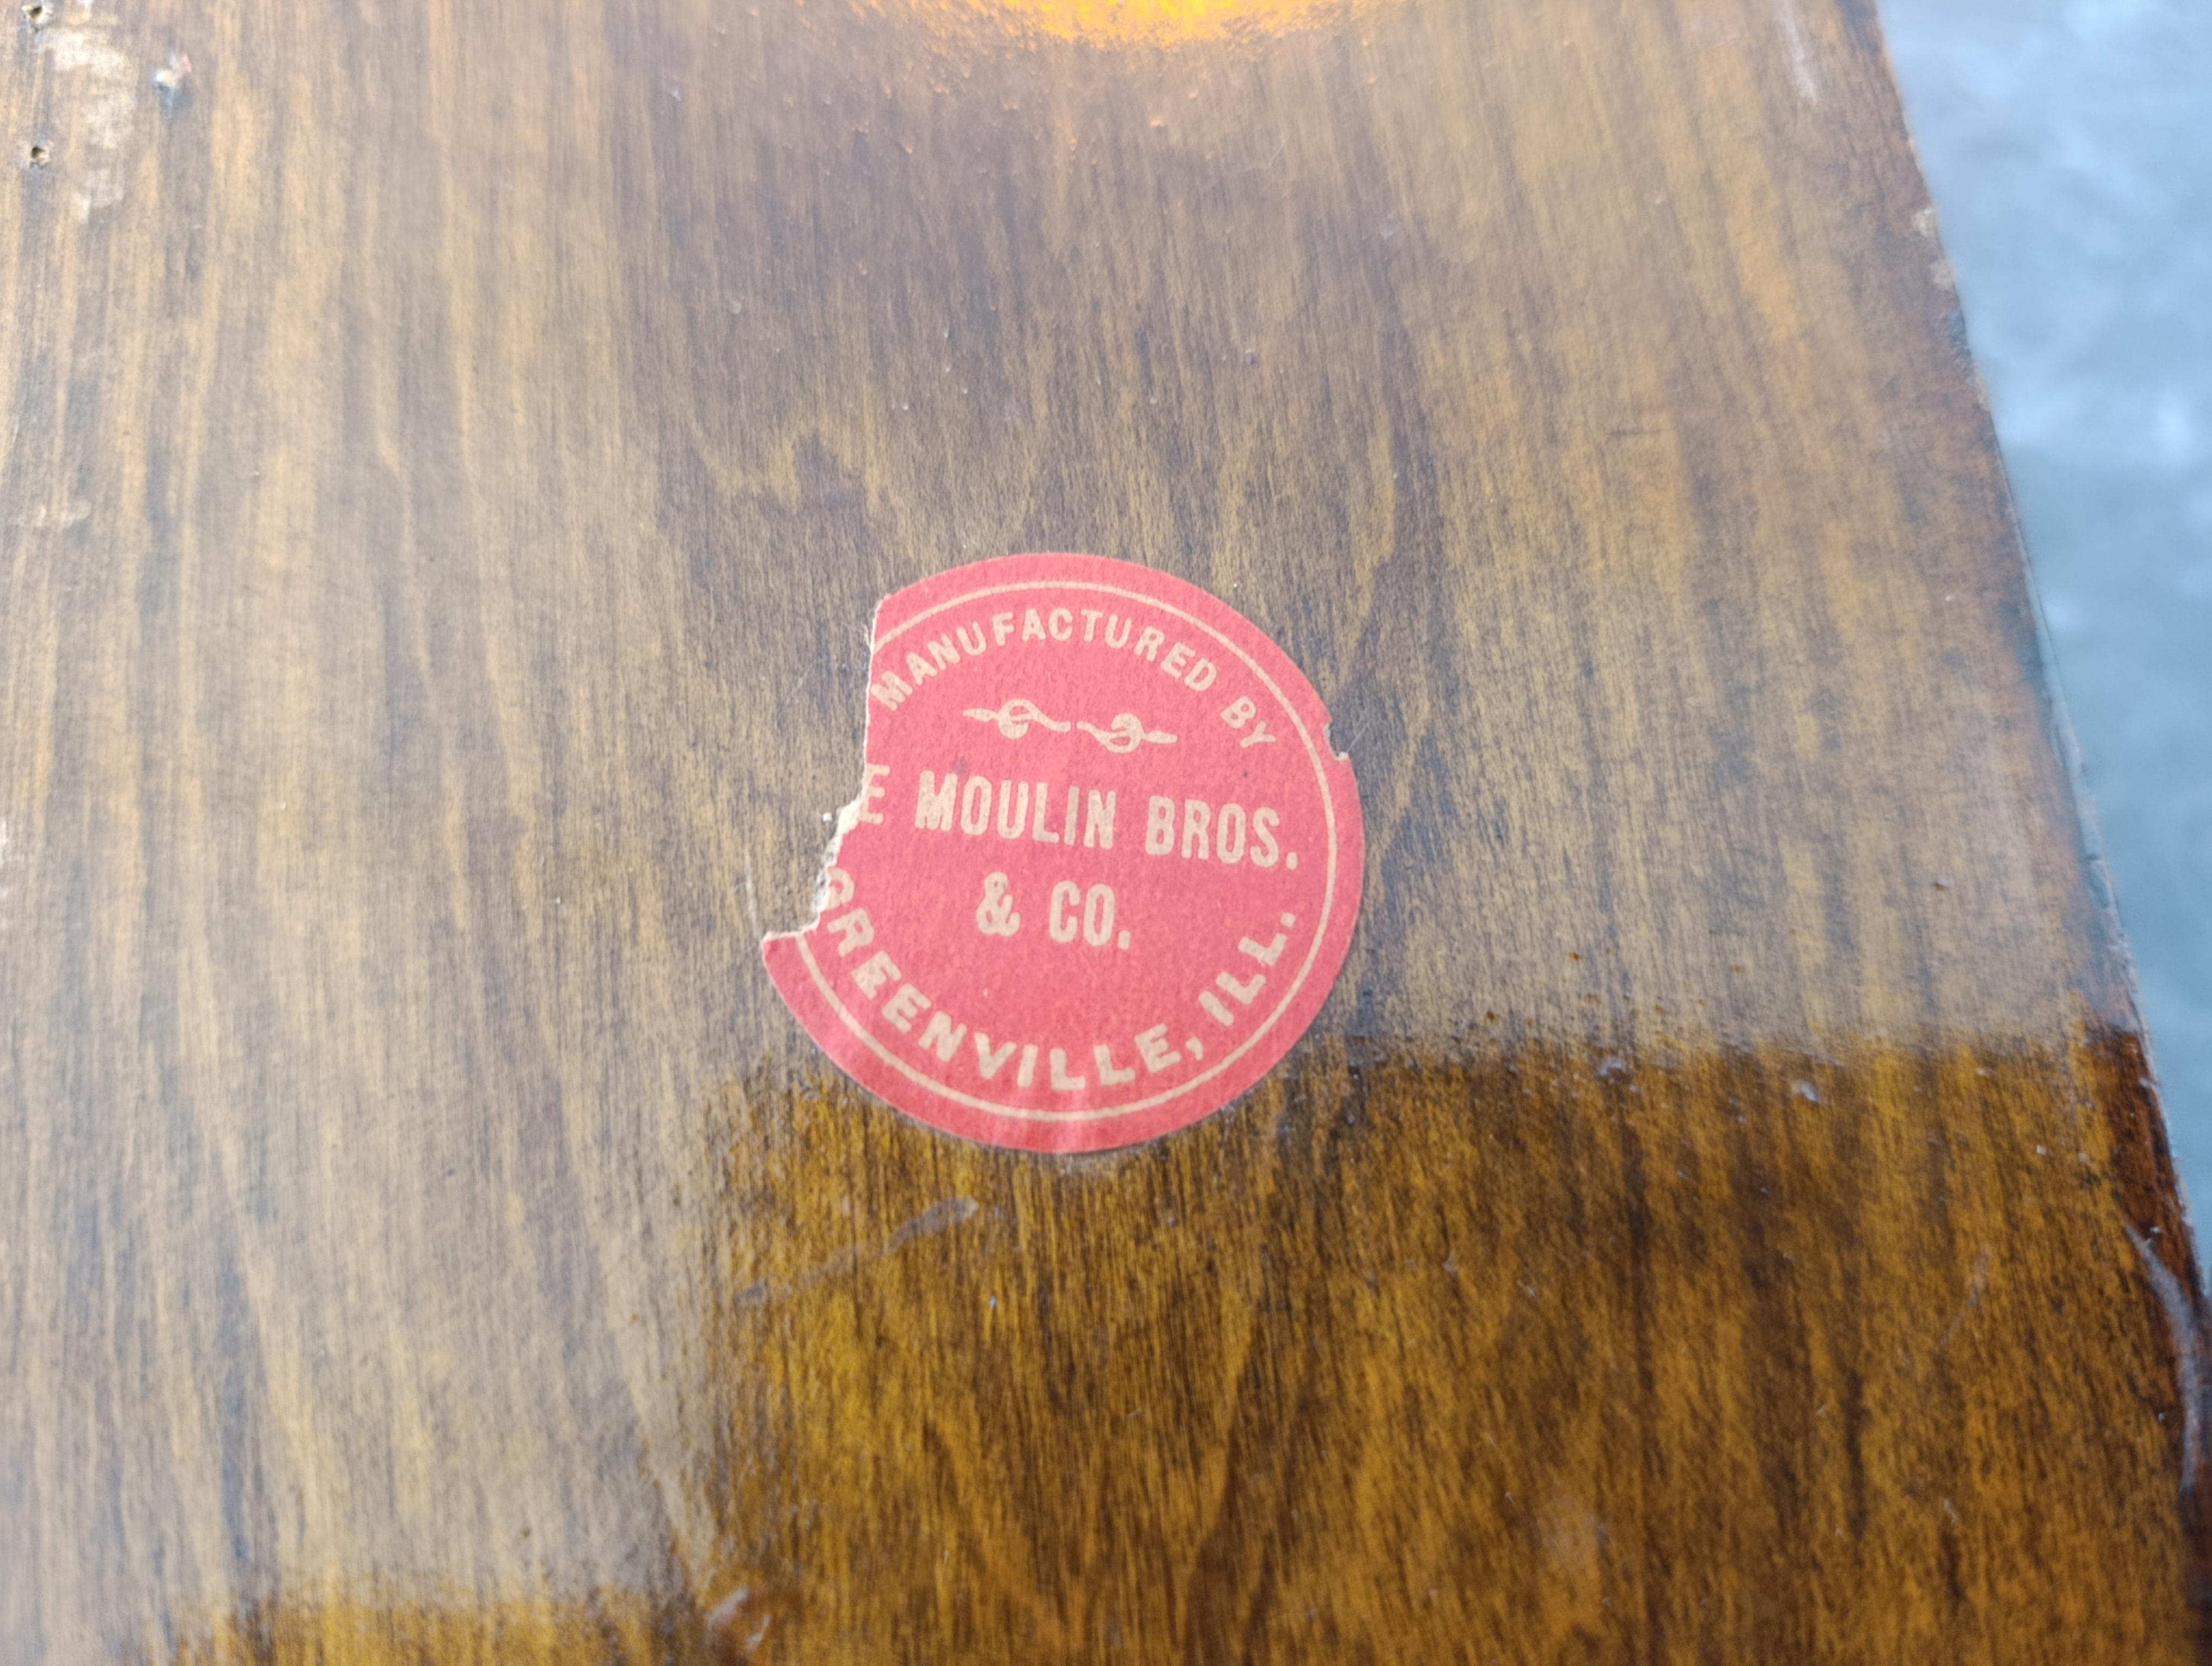 MANUFACTURED BY
E MOULIN BROS.
& CO.
GREENVILLE, ILL.